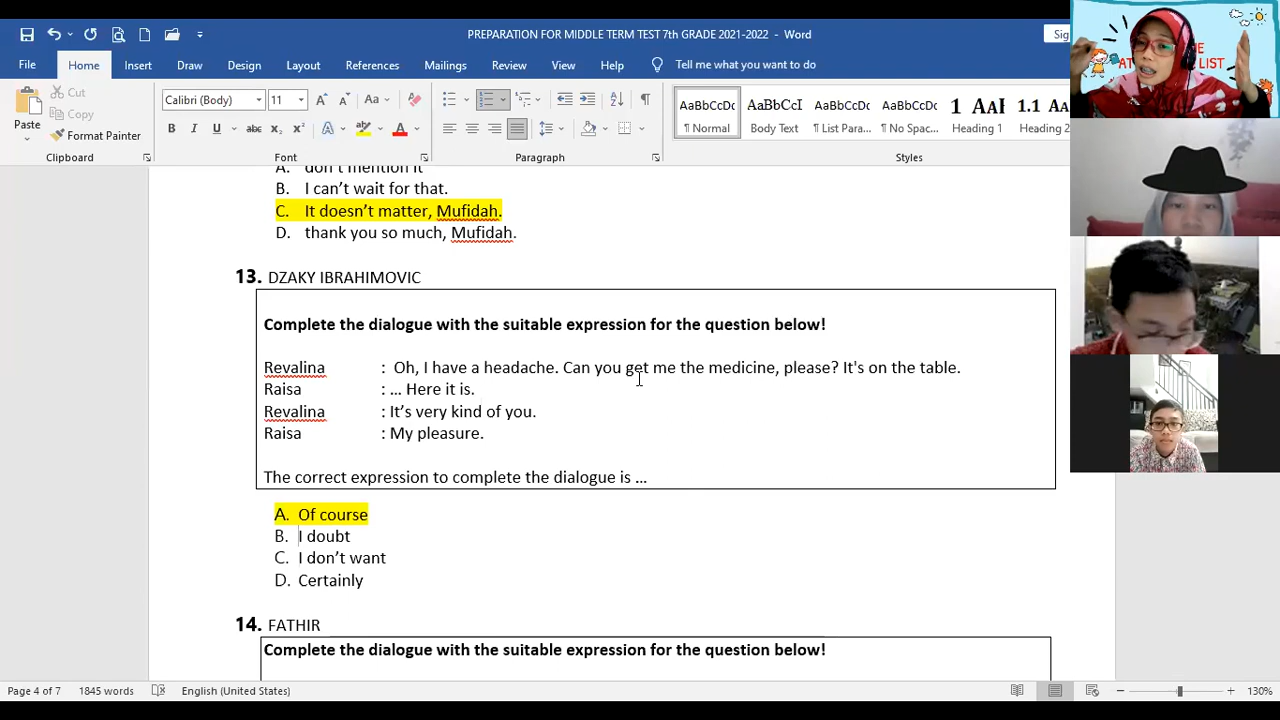 PREPARATION FOR MIDDLE TERM TEST 7th GRADE 2021-2022 - Word
File Home Insert Draw Design Layout References Mailings Review View Help Tell me what you want to do
Paste
Cut
Copy
Format Painter
Calibri (Body) 11
AaBbCcDc AaBbCcI AaBbCcDc AaBbCcDc 1 AaI 1.1 AaBb
¶ Normal Body Text ¶ List Para... ¶ No Spac... Heading 1 Heading 2
Clipboard Font Paragraph Styles
A. don't mention it
B. I can’t wait for that.
C. It doesn’t matter, Mufidah.
D. thank you so much, Mufidah.
13. DZAKY IBRAHIMOVIC
Complete the dialogue with the suitable expression for the question below!
Revalina : Oh, I have a headache. Can you get me the medicine, please? It's on the table.
Raisa : ... Here it is.
Revalina : It’s very kind of you.
Raisa : My pleasure.
The correct expression to complete the dialogue is ...
A. Of course
B. I doubt
C. I don’t want
D. Certainly
14. FATHIR
Complete the dialogue with the suitable expression for the question below!
Page 4 of 7 1845 words English (United States) 130%